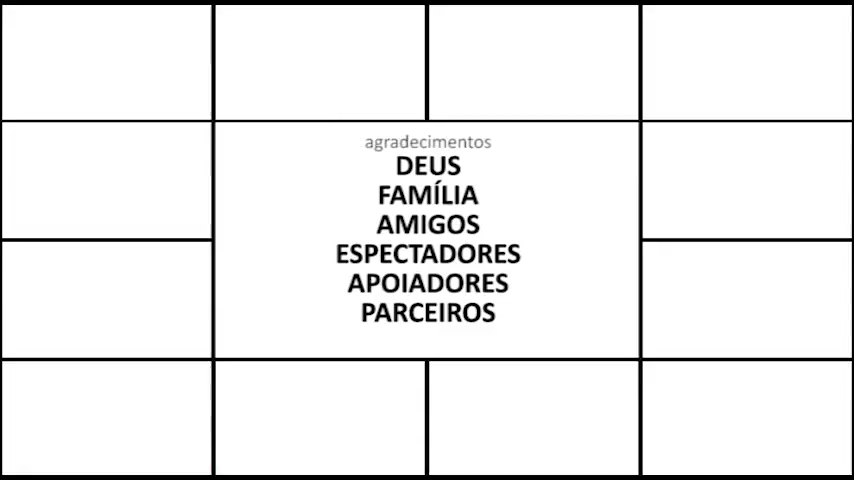 agradecimentos
DEUS
FAMÍLIA
AMIGOS
ESPECTADORES
APOIADORES
PARCEIROS